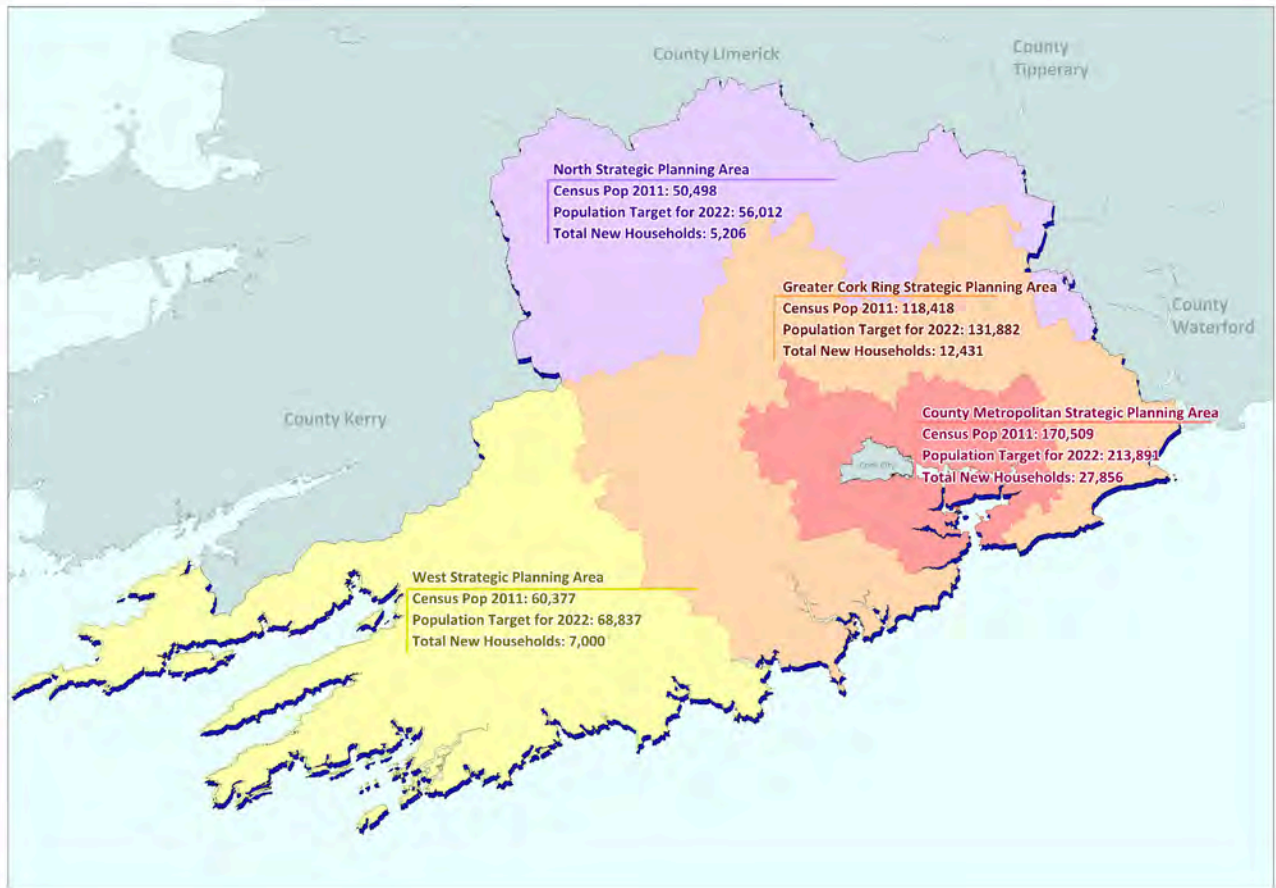 County Limerick
County
Tipperary
North Strategic Planning Area
Census Pop 2011: 50,498
Population Target for 2022: 56,012
Total New Households: 5,206
Greater Cork Ring Strategic Planning Area
Census Pop 2011: 118,418
Population Target for 2022: 131,882
Total New Households: 12,431
County
Waterford
County Kerry
County Metropolitan Strategic Planning Area
Census Pop 2011: 170,509
Population Target for 2022: 213,891
Total New Households: 27,856
Cork City
West Strategic Planning Area
Census Pop 2011: 60,377
Population Target for 2022: 68,837
Total New Households: 7,000